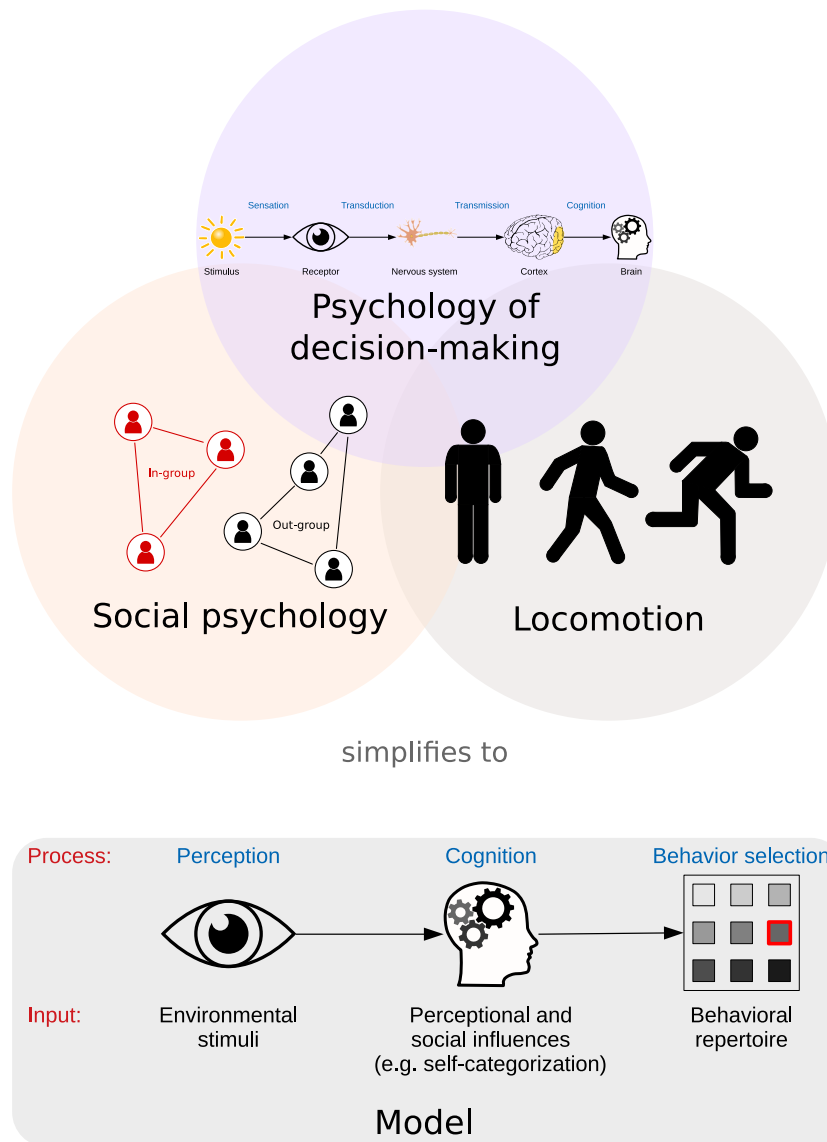 Sensation Transduction Transmission Cognition
Stimulus Receptor Nervous system Cortex Brain
Psychology of
decision-making
In-group
Out-group
Social psychology
Locomotion
simplifies to
Process: Perception Cognition Behavior selection
Input: Environmental Perceptional and Behavioral
stimuli social influences repertoire
(e.g. self-categorization)
Model